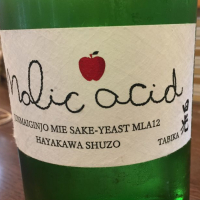 Malic acid
JUNMAIGINJO MIE SAKE-YEAST MLA12
HAYAKAWA SHUZO
TABIKA